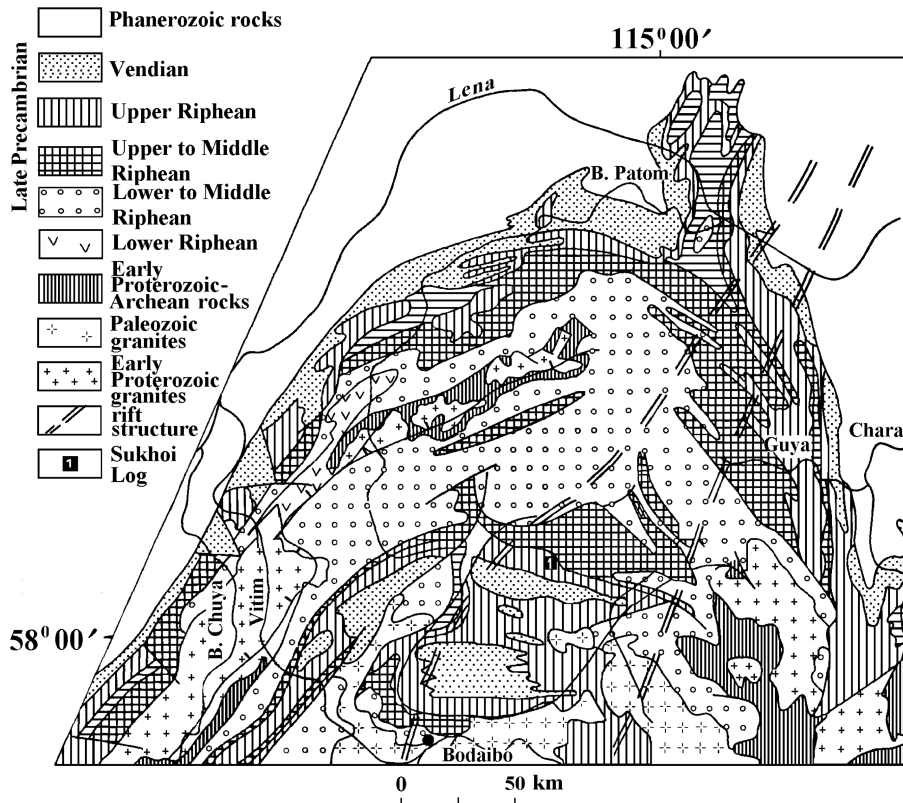 Late Precambrian
Phanerozoic rocks
Vendian
Upper Riphean
Upper to Middle
Riphean
Lower to Middle
Riphean
Lower Riphean
Early
Proterozoic-
Archean rocks
Paleozoic
granites
Early
Proterozoic
granites
rift
structure
1
Sukhoi
Log
115⁰00′
Lena
B. Patom
Guya
Chara
1
58⁰00′
B. Chuya
Vitim
Bodaibo
0 50 km